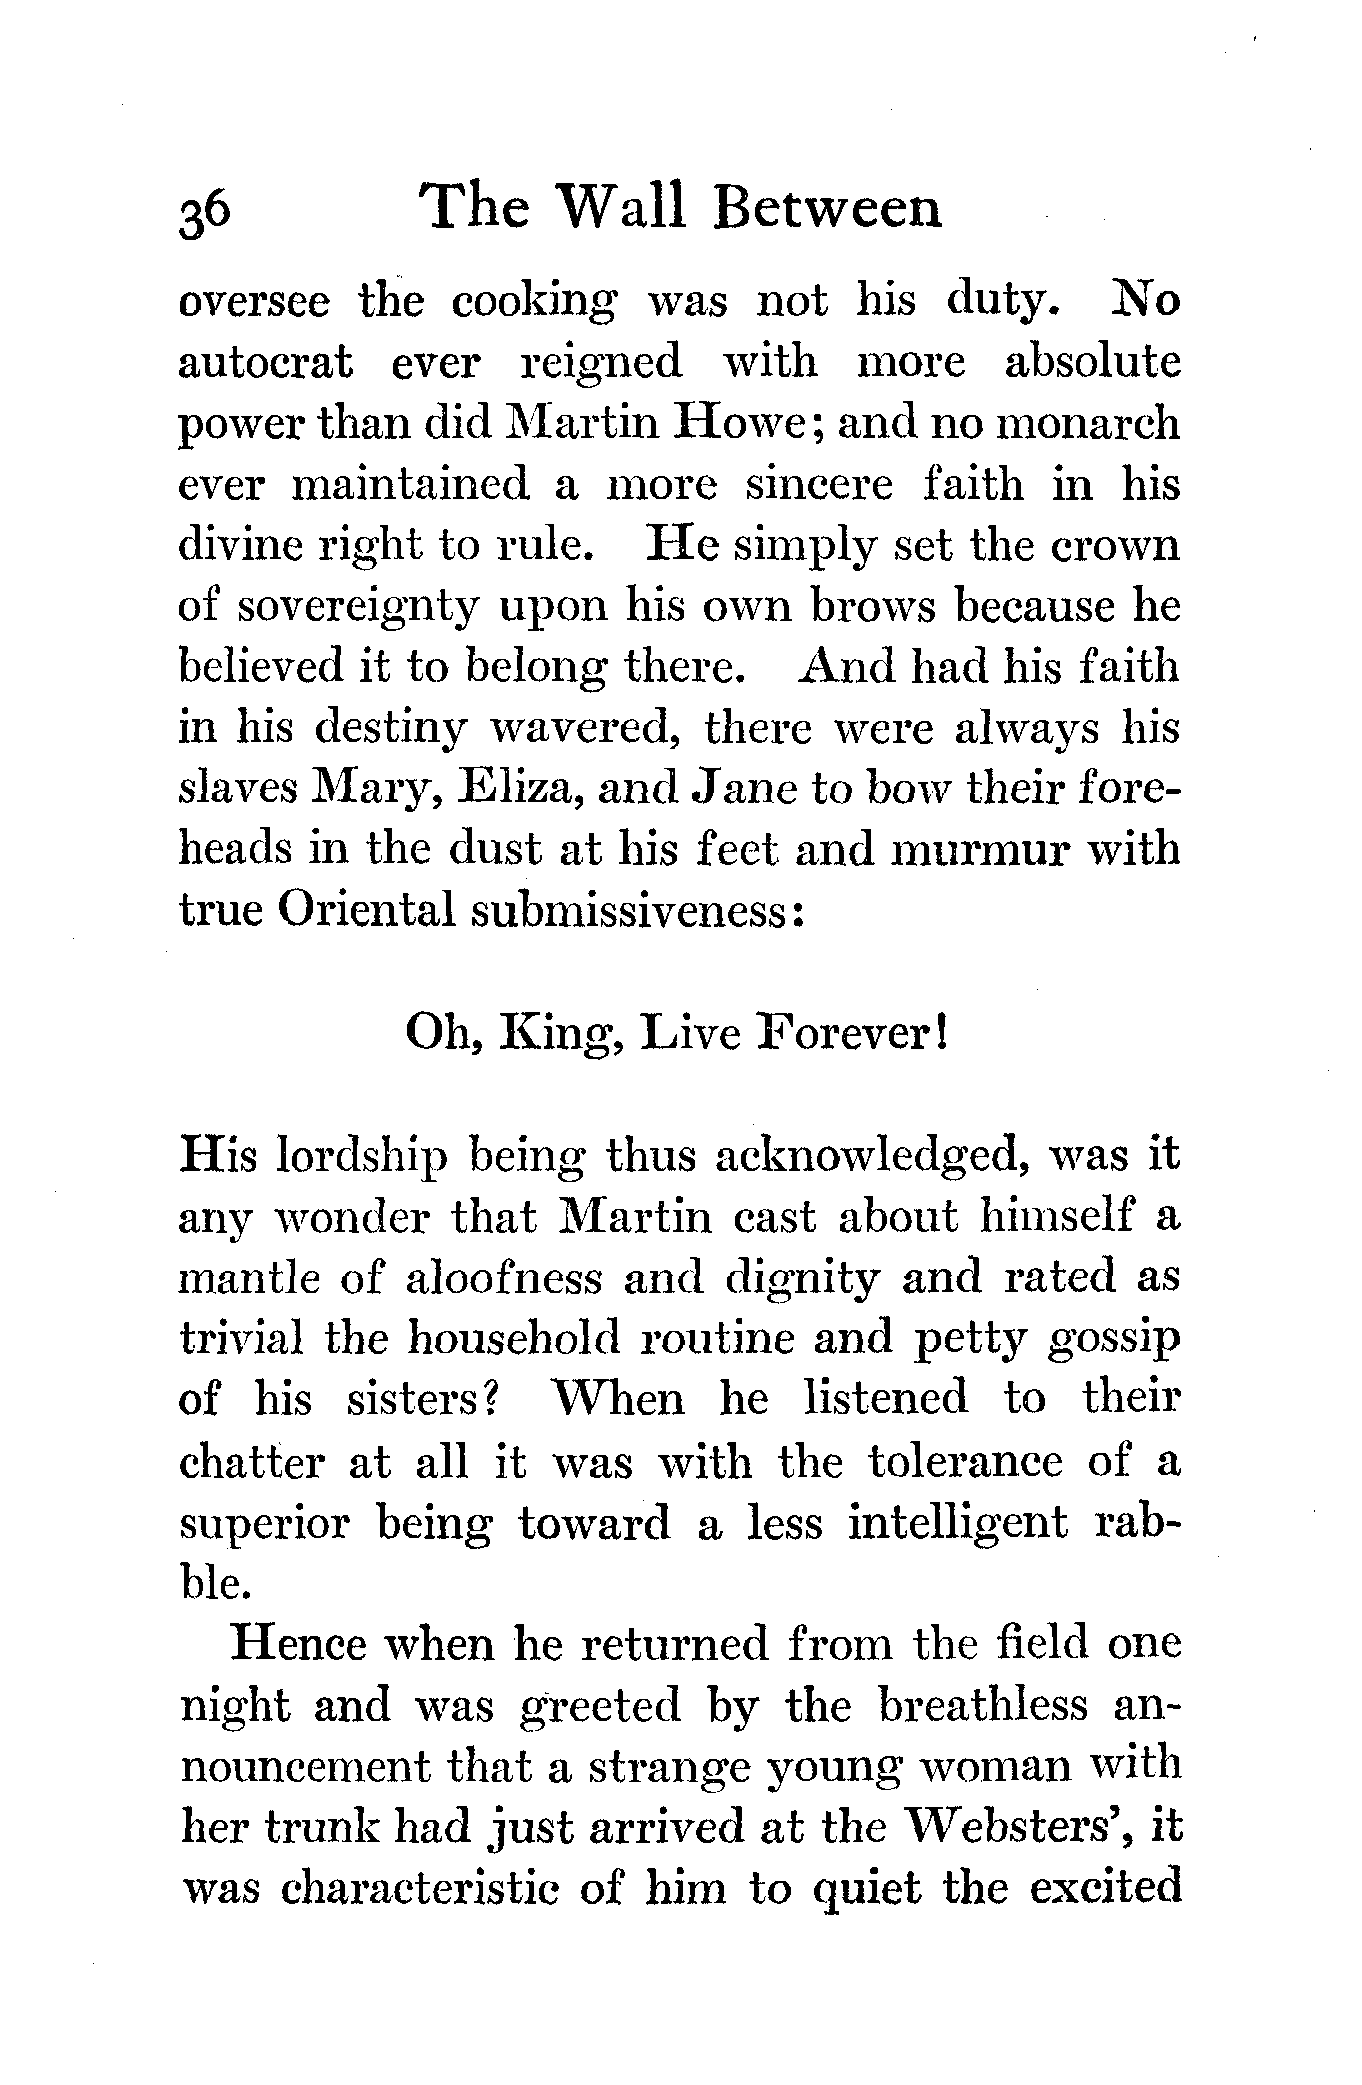 36 The Wall Between
oversee the cooking was not his duty. No
autocrat ever reigned with more absolute
power than did Martin Howe; and no monarch
ever maintained a more sincere faith in his
divine right to rule. He simply set the crown
of sovereignty upon his own brows because he
believed it to belong there. And had his faith
in his destiny wavered, there were always his
slaves Mary, Eliza, and Jane to bow their fore-
heads in the dust at his feet and murmur with
true Oriental submissiveness:
Oh, King, Live Forever!
His lordship being thus acknowledged, was it
any wonder that Martin cast about himself a
mantle of aloofness and dignity and rated as
trivial the household routine and petty gossip
of his sisters? When he listened to their
chatter at all it was with the tolerance of a
superior being toward a less intelligent rab-
ble.
Hence when he returned from the field one
night and was greeted by the breathless an-
nouncement that a strange young woman with
her trunk had just arrived at the Websters', it
was characteristic of him to quiet the excited